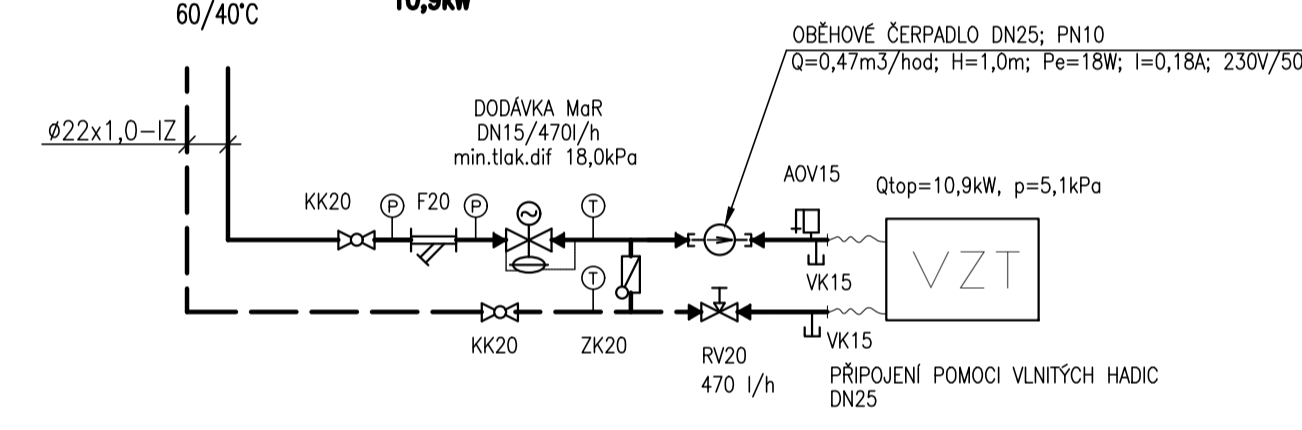 60/40°C
10,9kW
OBĚHOVÉ ČERPADLO DN25; PN10
Q=0,47m3/hod; H=1,0m; Pe=18W; I=0,18A; 230V/50
ø22x1,0-IZ
DODÁVKA MaR
DN15/470l/h
min.tlak.dif 18,0kPa
AOV15
Qtop=10,9kW, p=5,1kPa
KK20
P
F20
P
T
VZT
T
VK15
KK20
ZK20
RV20
470 l/h
VK15
PŘIPOJENÍ POMOCI VLNITÝCH HADIC
DN25